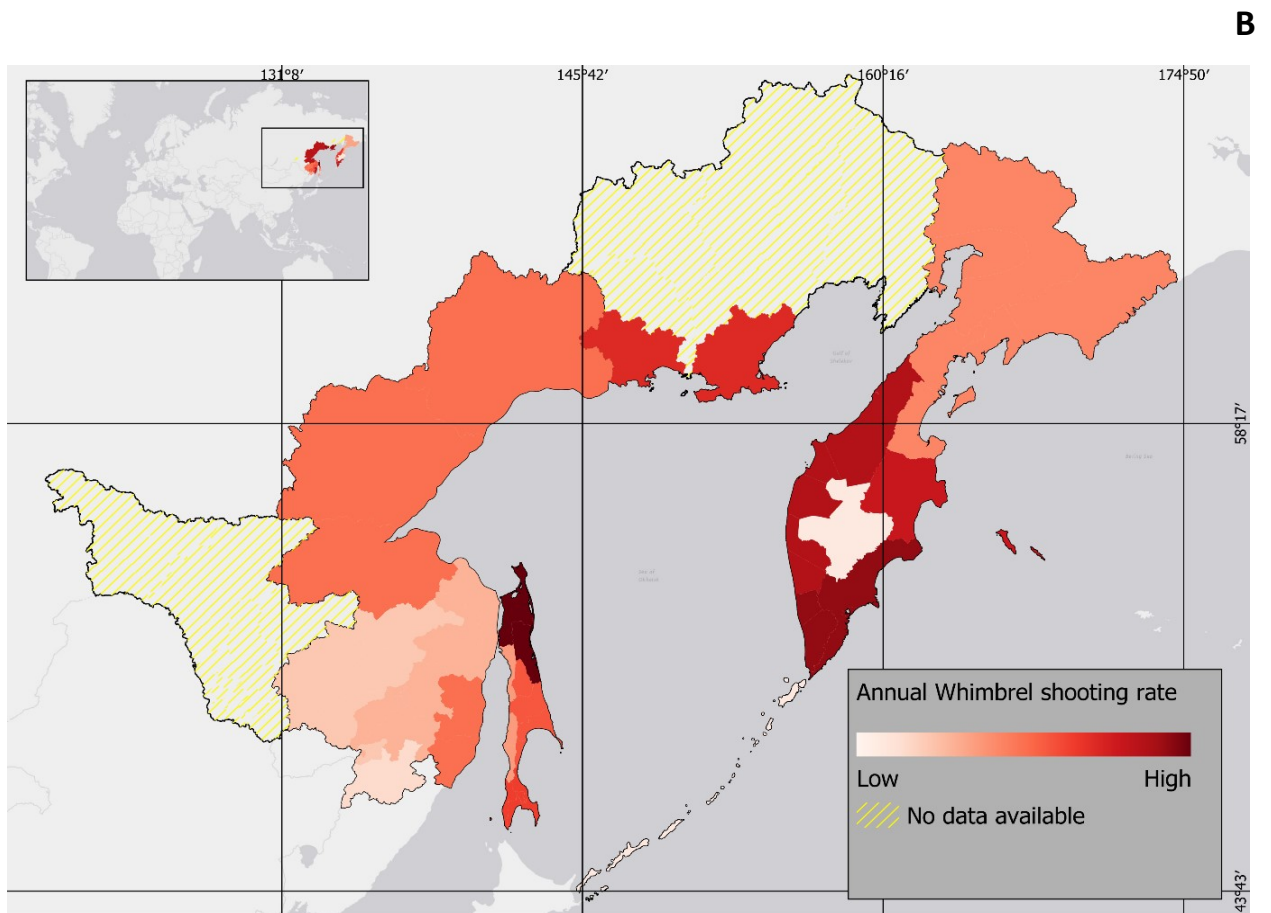 B
131°8′
145°42′
160°16′
174°50′
58°17′
Annual Whimbrel shooting rate
Low
High
No data available
43°43′